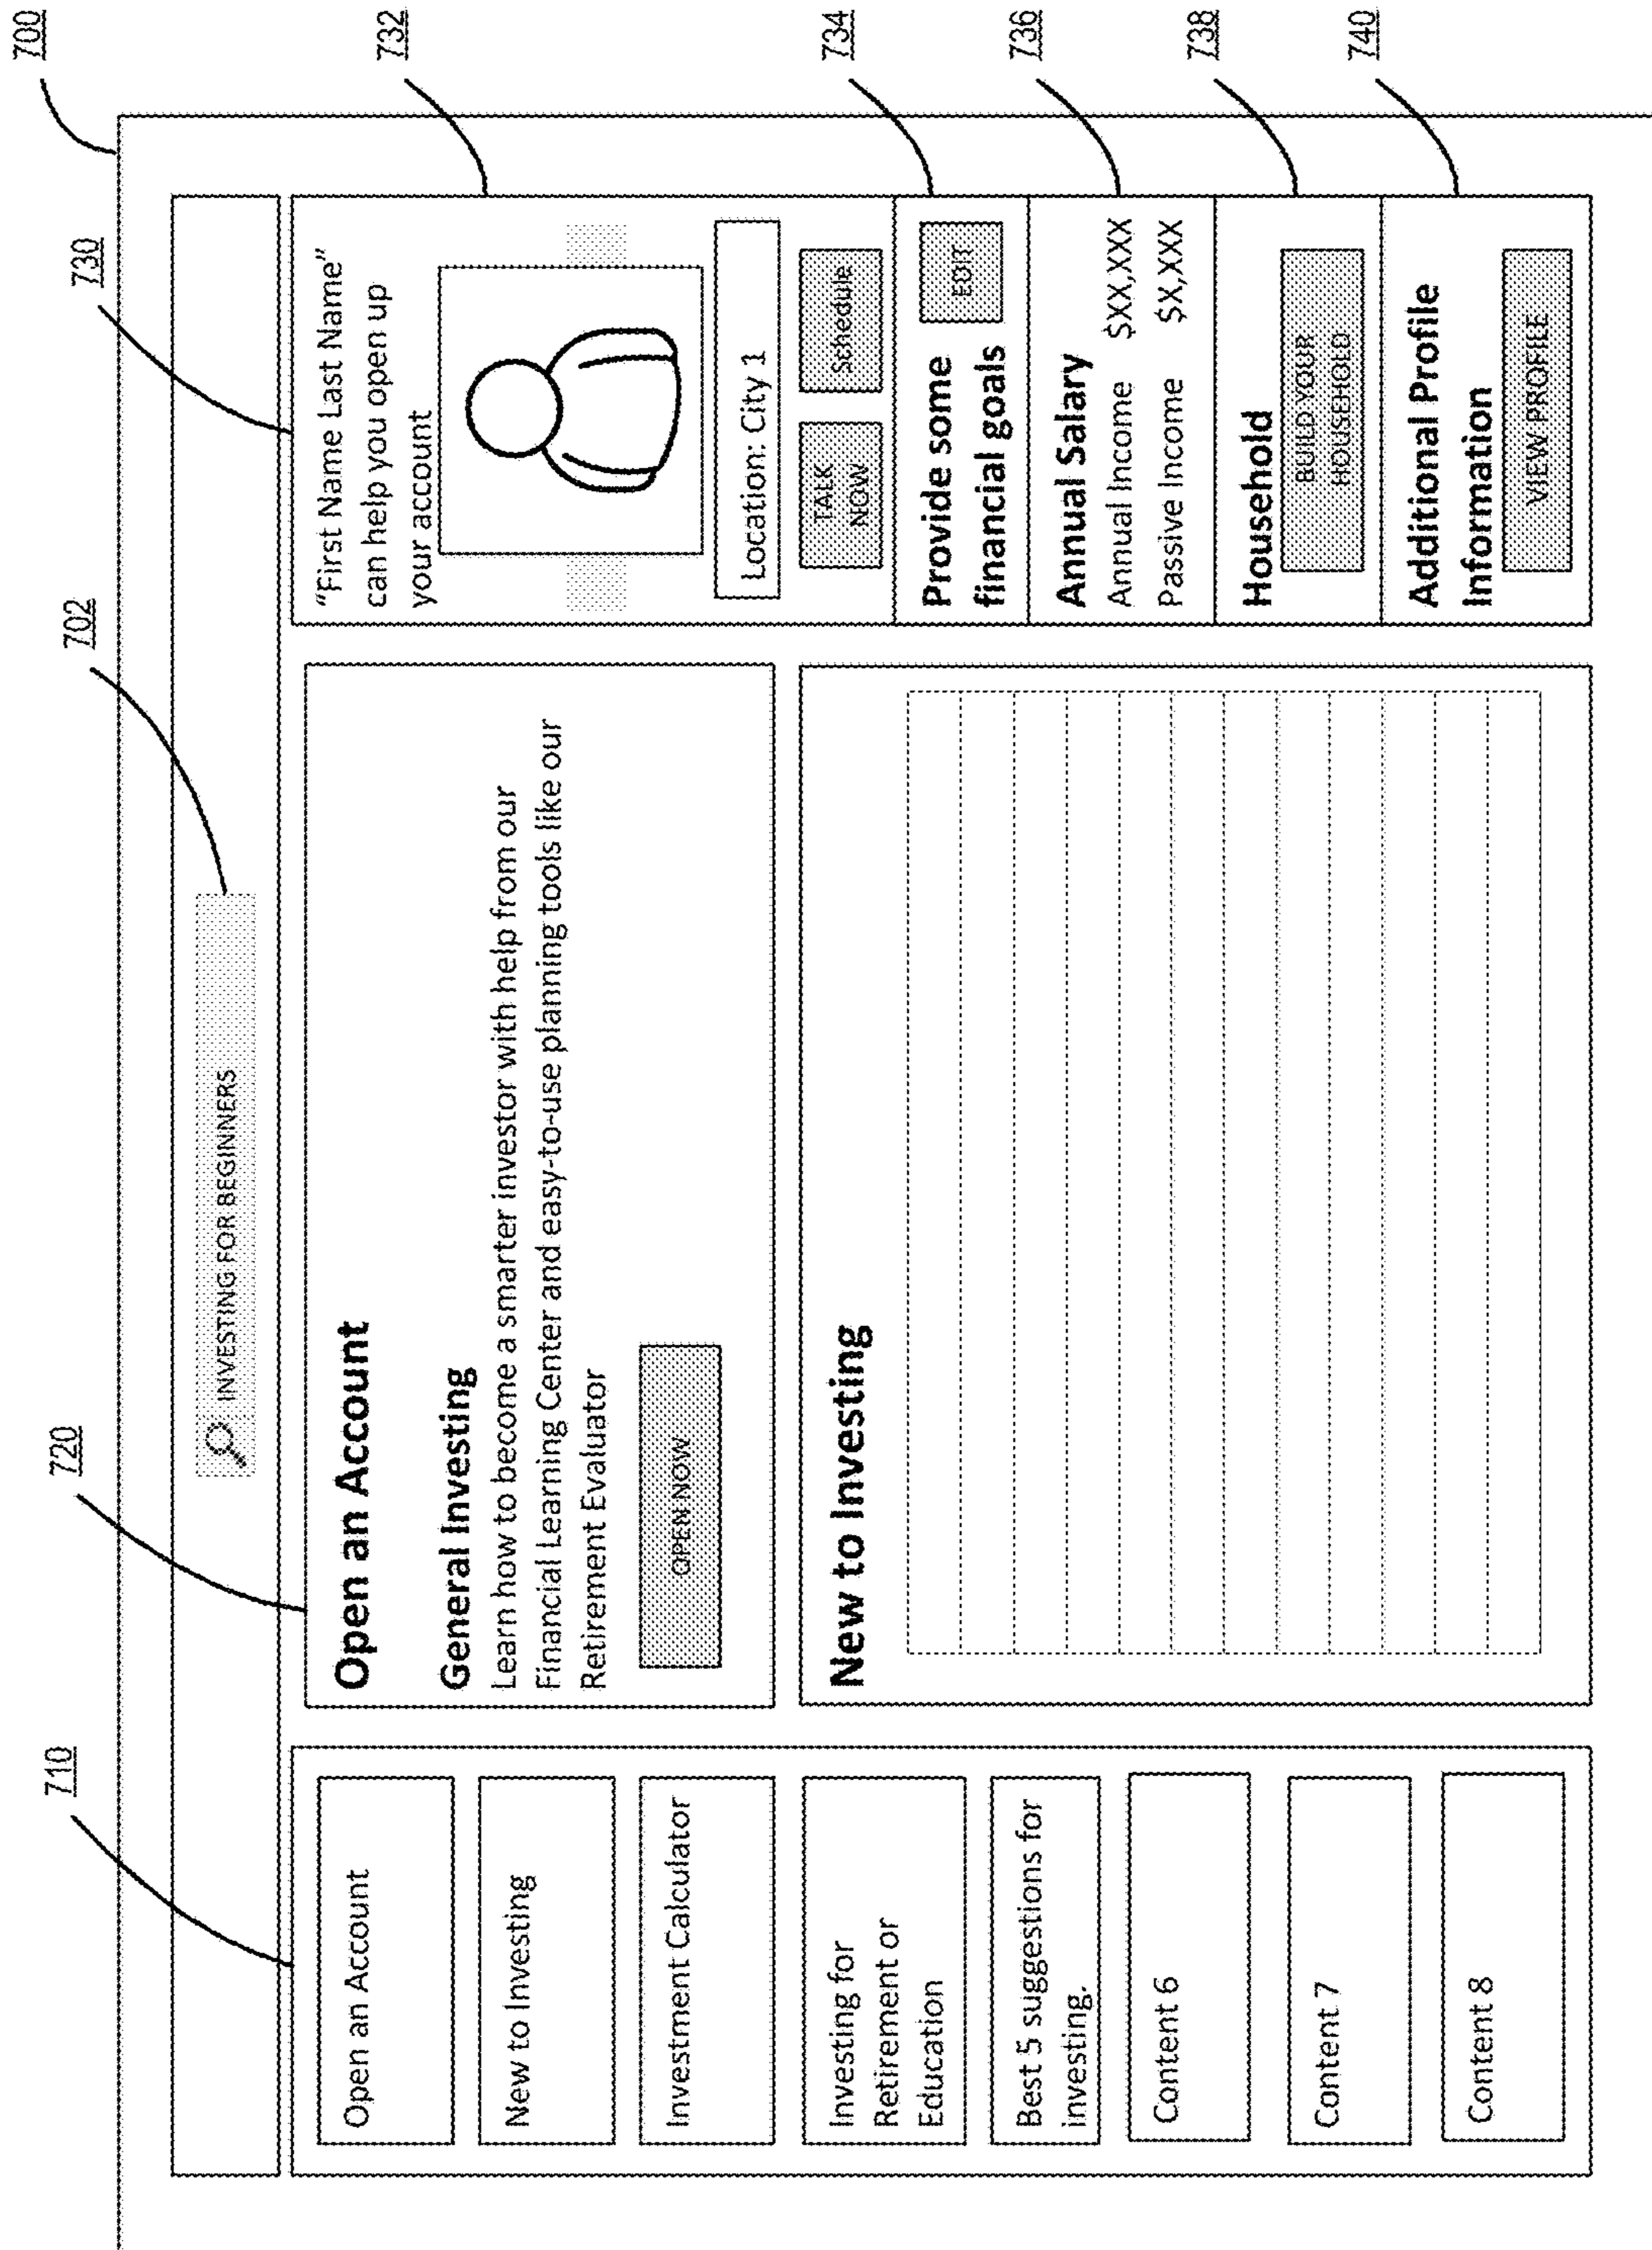 700
702
INVESTING FOR BEGINNERS
710
Open an Account
New to Investing
Investment Calculator
Investing for
Retirement or
Education
Best 5 suggestions for
investing.
Content 6
Content 7
Content 8
720
Open an Account
General Investing
Learn how to become a smarter investor with help from our
Financial Learning Center and easy-to-use planning tools like our
Retirement Evaluator
OPEN NOW
New to Investing
730
732
"First Name Last Name"
can help you open up
your account
Location: City 1
TALK
NOW
Schedule
734
Provide some
financial goals
EDIT
736
Annual Salary
Annual Income $XX,XXX
Passive Income $X,XXX
738
Household
BUILD YOUR
HOUSEHOLD
740
Additional Profile
Information
VIEW PROFILE